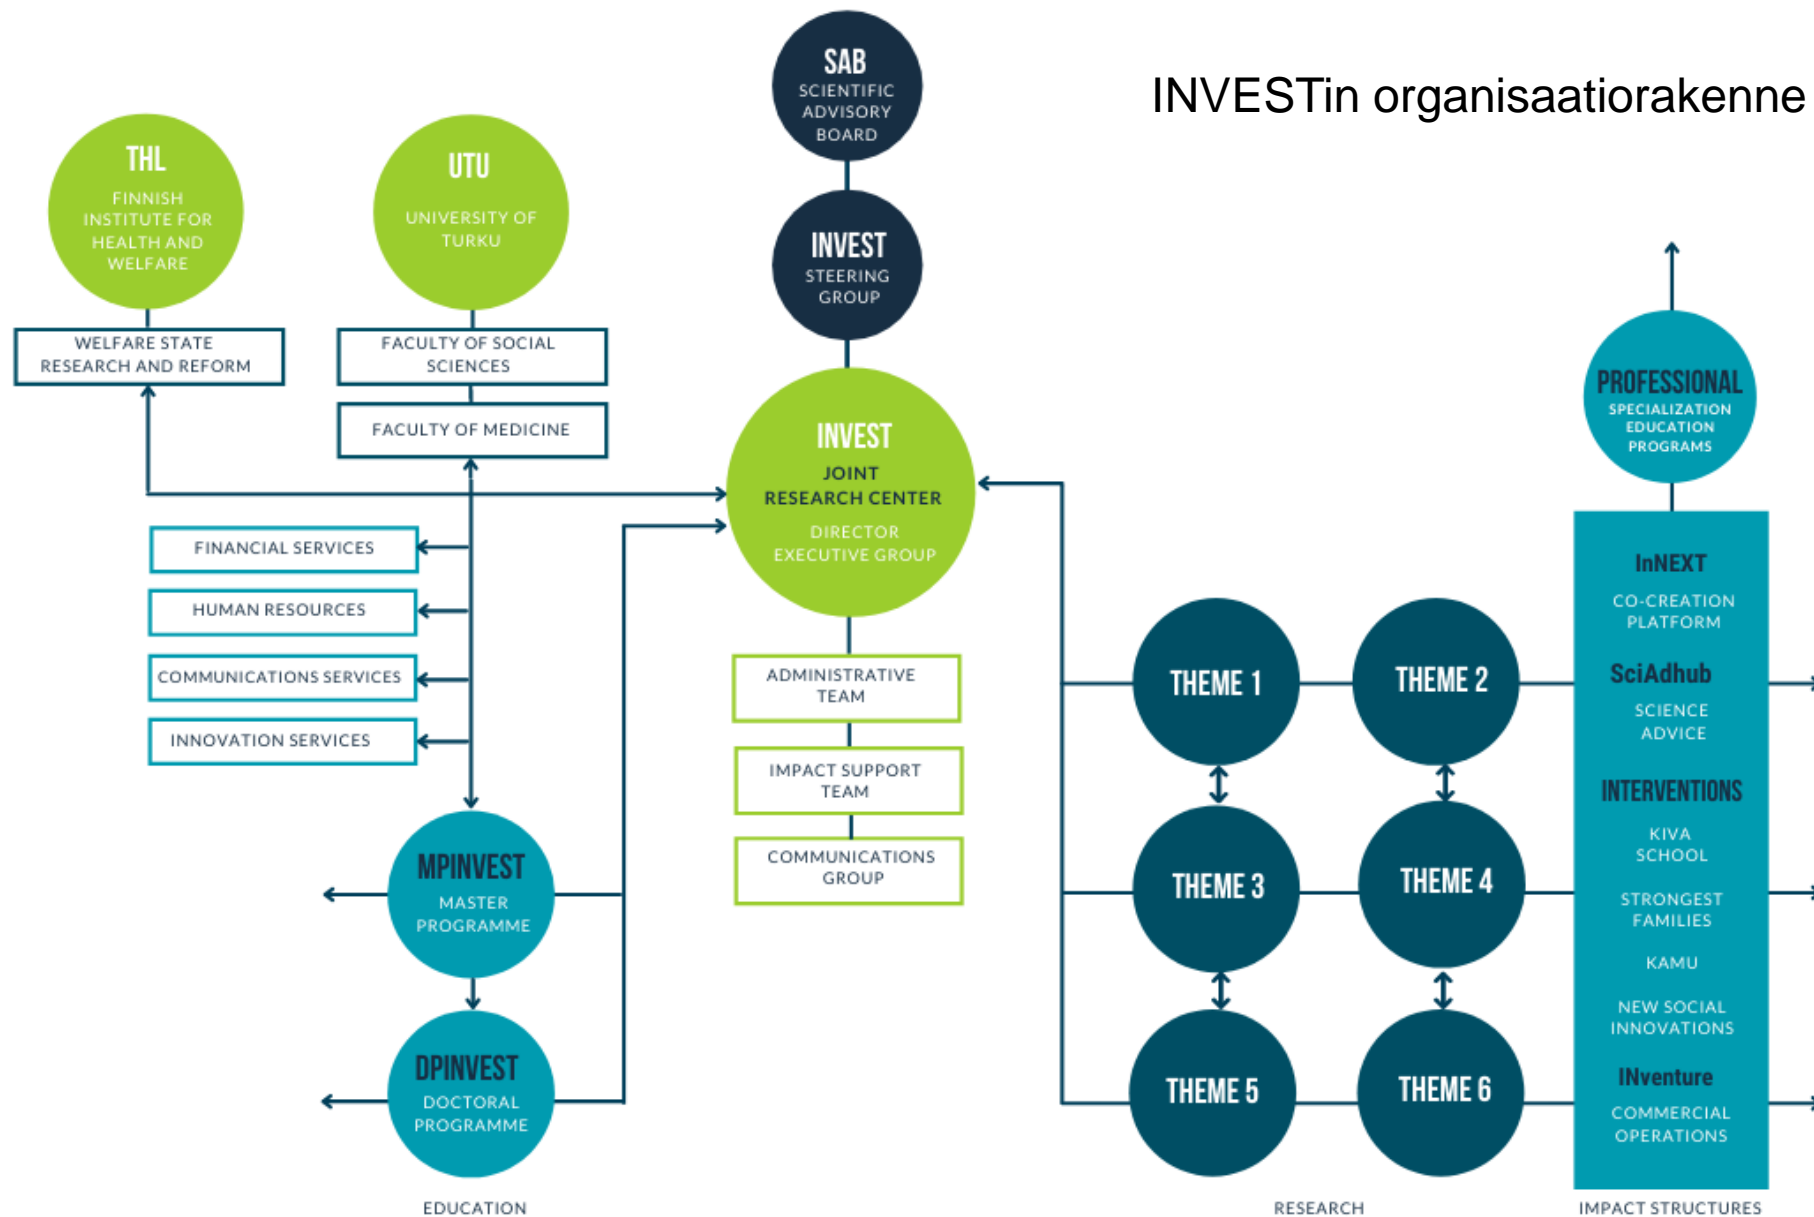 INVESTin organisaatiorakenne
SAB
SCIENTIFIC
ADVISORY
BOARD
INVEST
STEERING
GROUP
THL
FINNISH
INSTITUTE FOR
HEALTH AND
WELFARE
UTU
UNIVERSITY OF
TURKU
WELFARE STATE
RESEARCH AND REFORM
FACULTY OF SOCIAL
SCIENCES
FACULTY OF MEDICINE
INVEST
JOINT
RESEARCH CENTER
DIRECTOR
EXECUTIVE GROUP
FINANCIAL SERVICES
HUMAN RESOURCES
COMMUNICATIONS SERVICES
INNOVATION SERVICES
ADMINISTRATIVE
TEAM
IMPACT SUPPORT
TEAM
COMMUNICATIONS
GROUP
MPINVEST
MASTER
PROGRAMME
DPINVEST
DOCTORAL
PROGRAMME
EDUCATION
THEME 1
THEME 2
THEME 3
THEME 4
THEME 5
THEME 6
RESEARCH
PROFESSIONAL
SPECIALIZATION
EDUCATION
PROGRAMS
InNEXT
CO-CREATION
PLATFORM
SciAdhub
SCIENCE
ADVICE
INTERVENTIONS
KIVA
SCHOOL
STRONGEST
FAMILIES
KAMU
NEW SOCIAL
INNOVATIONS
INventure
COMMERCIAL
OPERATIONS
IMPACT STRUCTURES